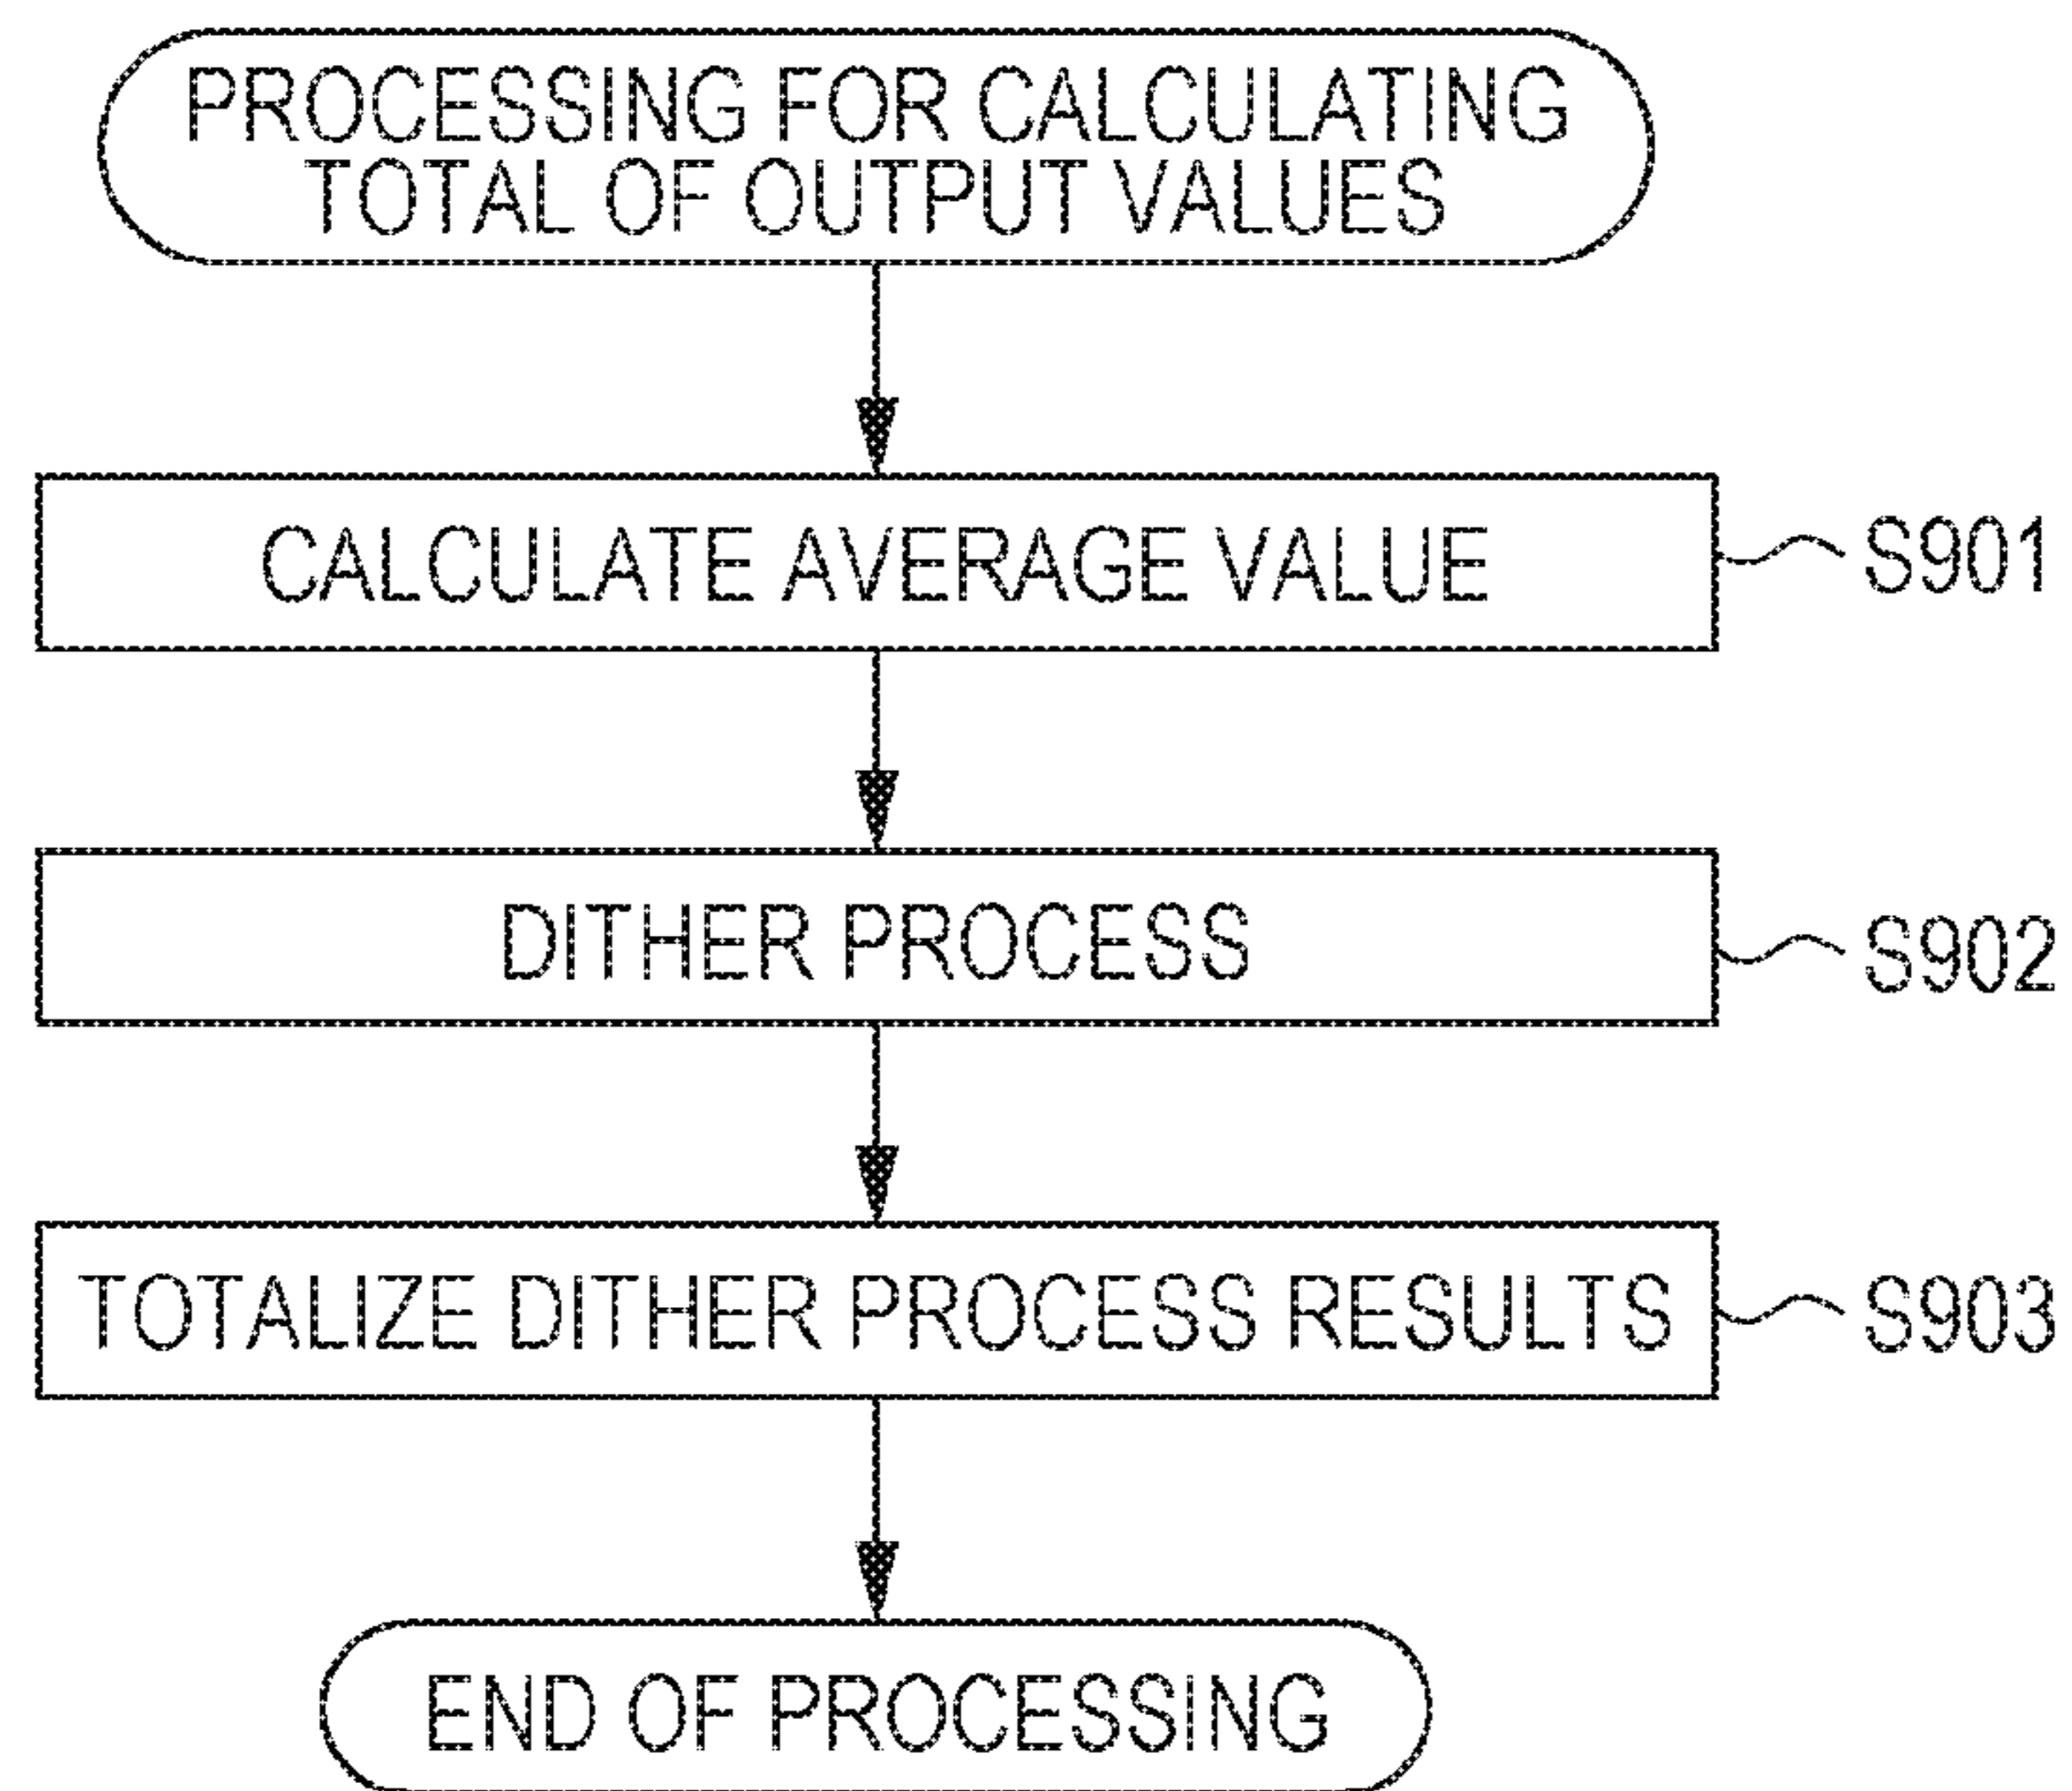 PROCESSING FOR CALCULATING
TOTAL OF OUTPUT VALUES
CALCULATE AVERAGE VALUE
S901
DITHER PROCESS
S902
TOTALIZE DITHER PROCESS RESULTS
S903
END OF PROCESSING